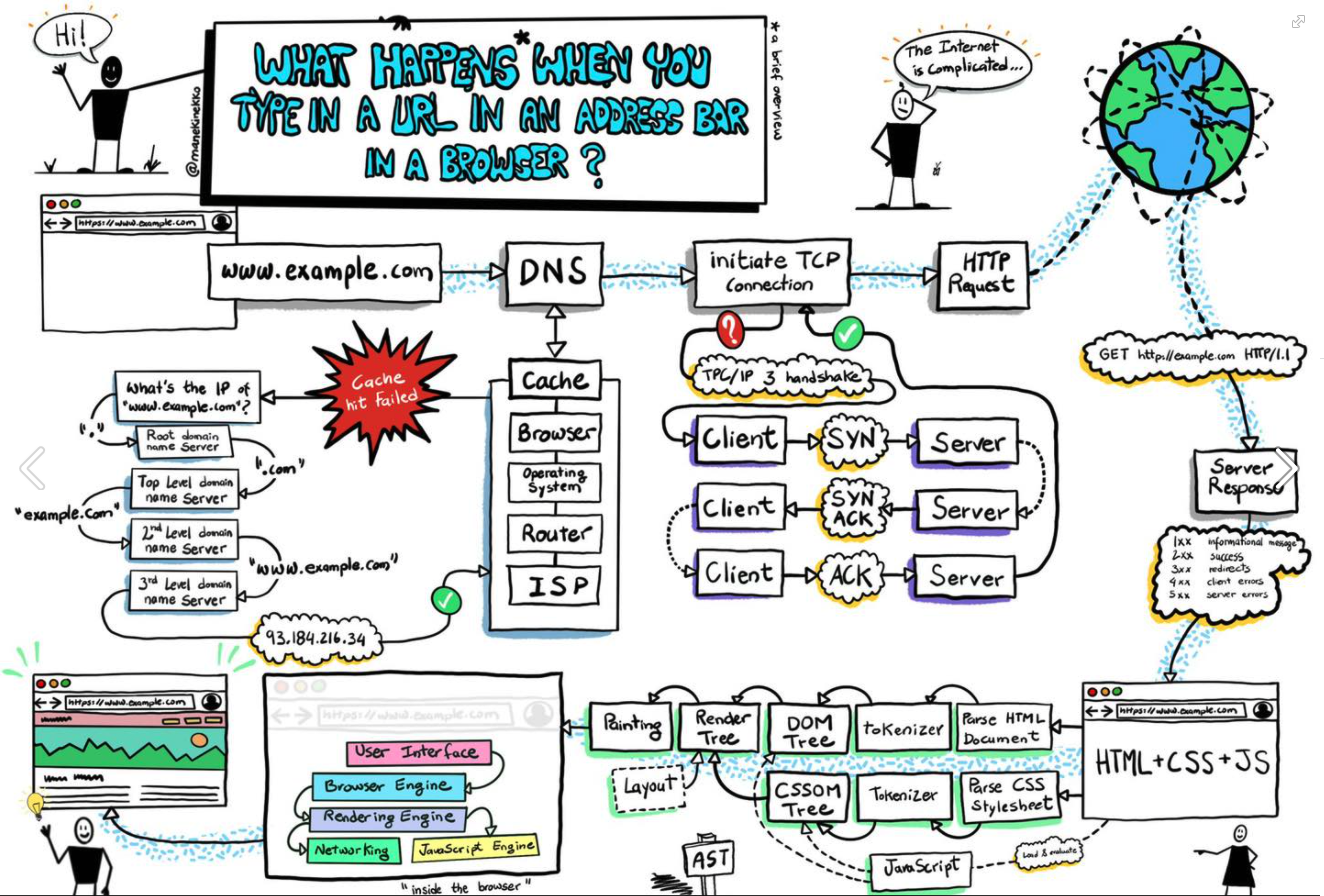 Hi!
WHAT HAPPENS* WHEN YOU
TYPE IN A URL IN AN ADDRESS BAR
IN A BROWSER?
* a brief overview
@manekinekko
The Internet
is complicated...
https://www.example.com
www.example.com
DNS
initiate TCP
Connection
HTTP
Request
GET http://example.com HTTP/1.1
Server
Response
1xx informational message
2xx success
3xx redirects
4xx client errors
5xx server errors
Cache
Browser
Operating
System
Router
ISP
Cache
hit Failed
What's the IP of
"www.example.com"?
"."
Root domain
name Server
".com"
Top Level domain
name Server
"example.com"
2nd Level domain
name Server
"www.example.com"
3rd Level domain
name Server
93.184.216.34
?
TPC/IP 3 handshake
Client SYN Server
Client SYN
ACK Server
Client ACK Server
https://www.example.com
HTML+CSS+JS
Parse HTML
Document
Tokenizer
DOM
Tree
Render
Tree
Painting
Layout
Parse CSS
Stylesheet
Tokenizer
CSSOM
Tree
JavaScript
Load & evaluate
AST
https://www.example.com
User Interface
Browser Engine
Rendering Engine
Networking
JavaScript Engine
"inside the browser"
https://www.example.com